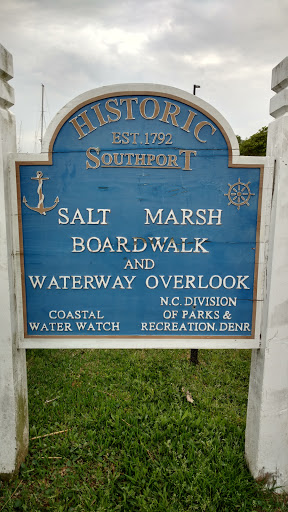 HISTORIC
EST. 1792
SOUTHPORT
SALT MARSH
BOARDWALK
AND
WATERWAY OVERLOOK
COASTAL
WATER WATCH
N.C. DIVISION
OF PARKS &
RECREATION. DENR